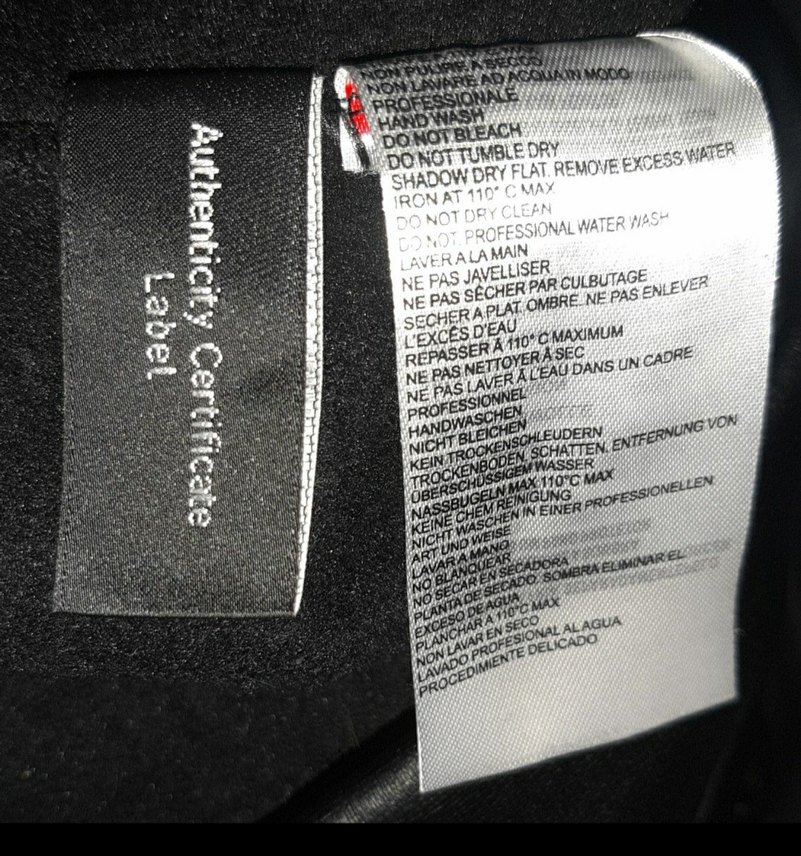 Authenticity Certificate
Label
NON PULIRE A SECCO
NON LAVARE AD ACQUA IN MODO
PROFESSIONALE
HAND WASH
DO NOT BLEACH
DO NOT TUMBLE DRY
SHADOW DRY FLAT. REMOVE EXCESS WATER
IRON AT 110° C MAX
DO NOT DRY CLEAN
DO NOT. PROFESSIONAL WATER WASH
LAVER A LA MAIN
NE PAS JAVELLISER
NE PAS SÉCHER PAR CULBUTAGE
SECHER A PLAT. OMBRE. NE PAS ENLEVER
L'EXCÉS D'EAU
REPASSER À 110° C MAXIMUM
NE PAS NETTOYER À SEC
NE PAS LAVER À L'EAU DANS UN CADRE
PROFESSIONNEL
HANDWASCHEN
NICHT BLEICHEN
KEIN TROCKENSCHLEUDERN
TROCKENBODEN, SCHATTEN, ENTFERNUNG VON
ÜBERSCHÜSSIGEM WASSER
NASSBUGELN MAX 110°C MAX
KEINE CHEM REINIGUNG
NICHT WASCHEN IN EINER PROFESSIONELLEN
ART UND WEISE
LAVAR A MANO
NO BLANQUEAR
NO SECAR EN SECADORA
PLANTA DE SECADO. SOMBRA ELIMINAR EL
EXCESO DE AGUA
PLANCHAR A 110°C MAX
NON LAVAR EN SECO
LAVADO PROFESIONAL AL AGUA
PROCEDIMIENTE DELICADO